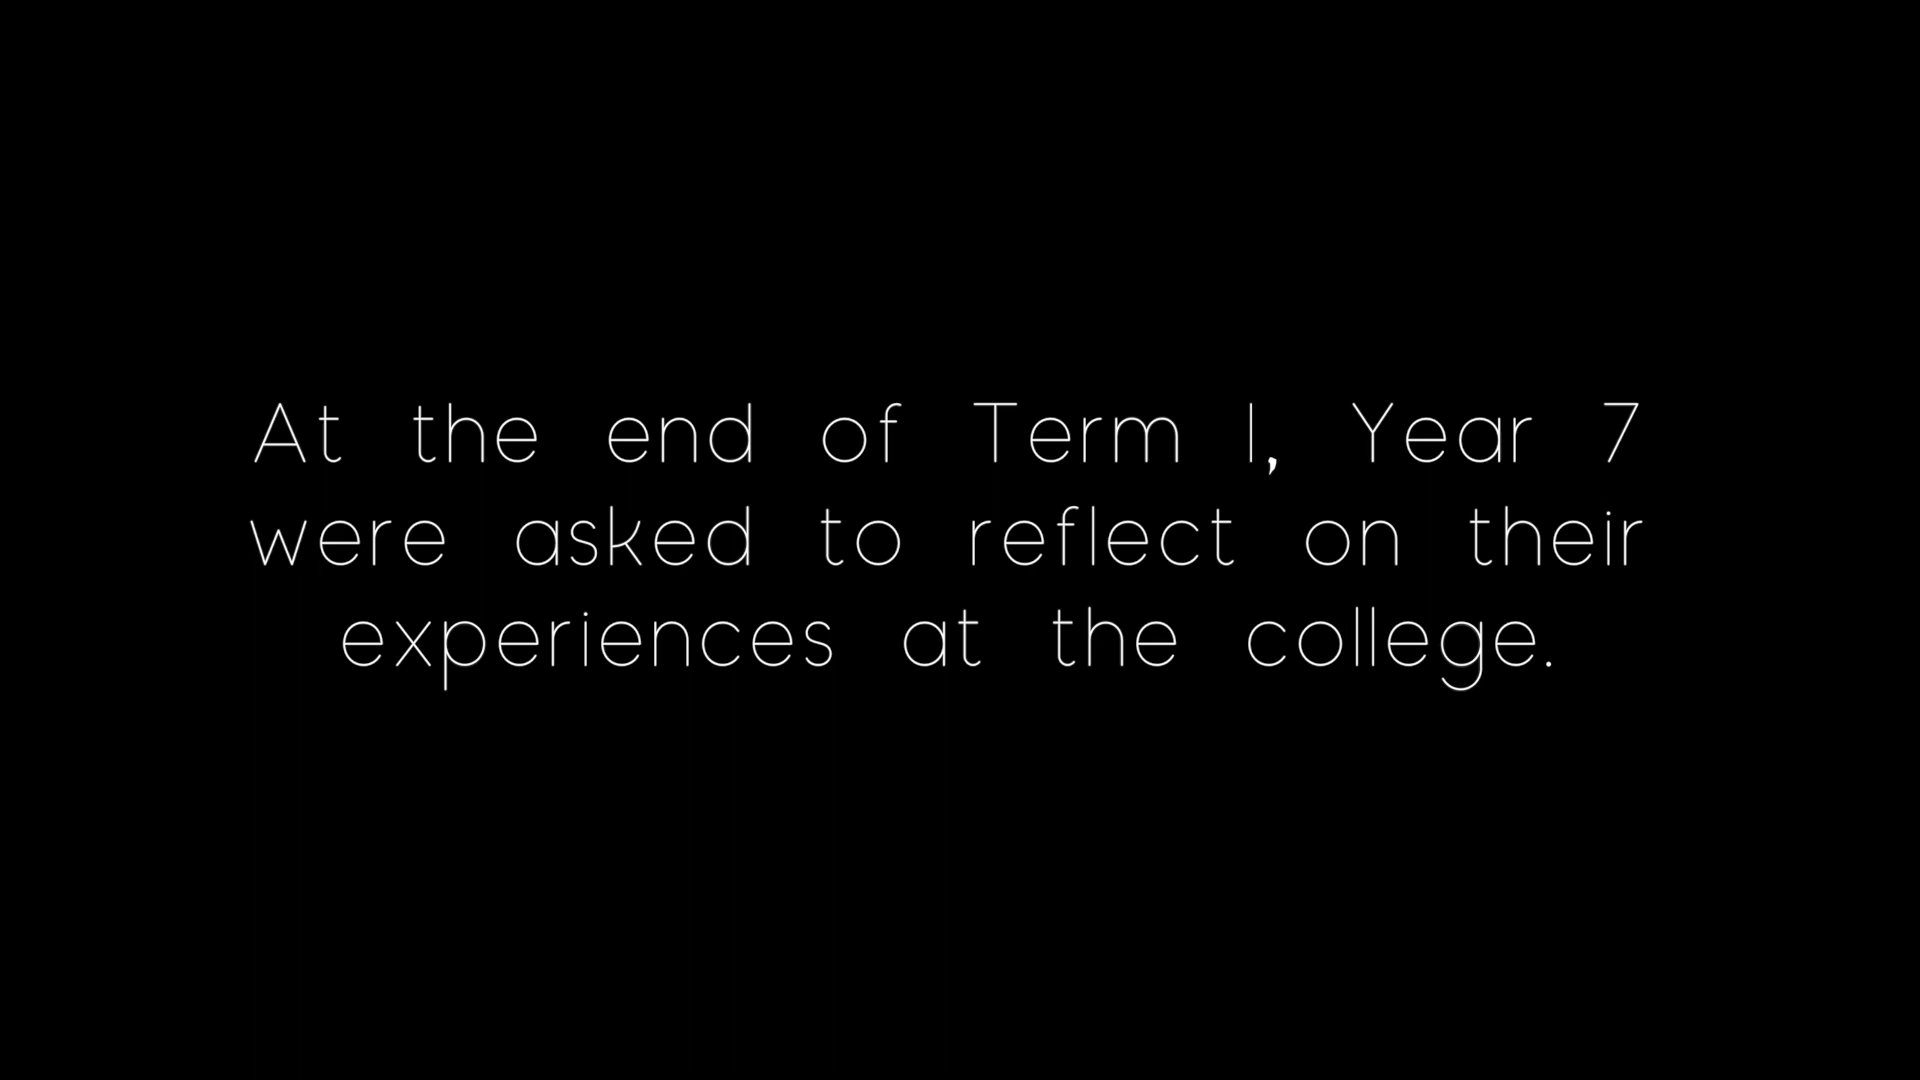 At the end of Term 1, Year 7
were asked to reflect on their
experiences at the college.